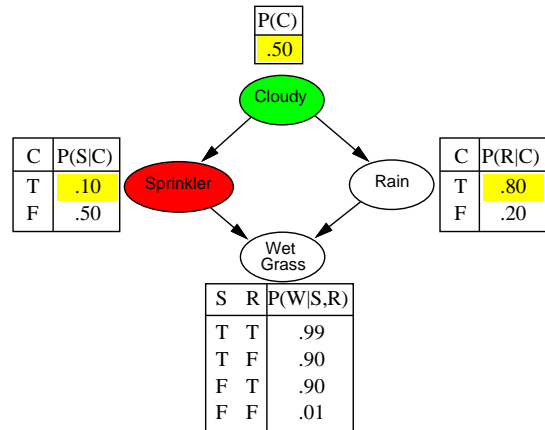 P(C)
.50
Cloudy
C P(S|C)
T .10
F .50
Sprinkler
Rain
C P(R|C)
T .80
F .20
Wet
Grass
S R P(W|S,R)
T T .99
T F .90
F T .90
F F .01